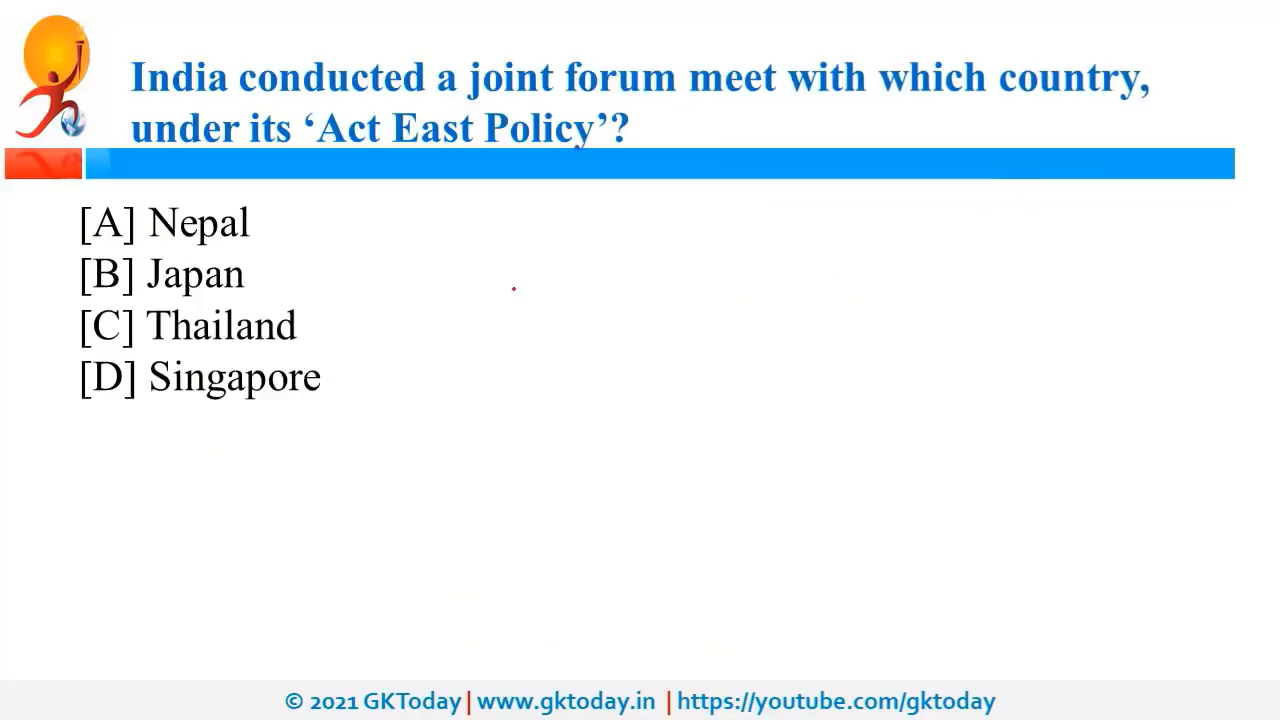 India conducted a joint forum meet with which country,
under its ‘Act East Policy’?
[A] Nepal
[B] Japan
[C] Thailand
[D] Singapore
© 2021 GKToday | www.gktoday.in | https://youtube.com/gktoday